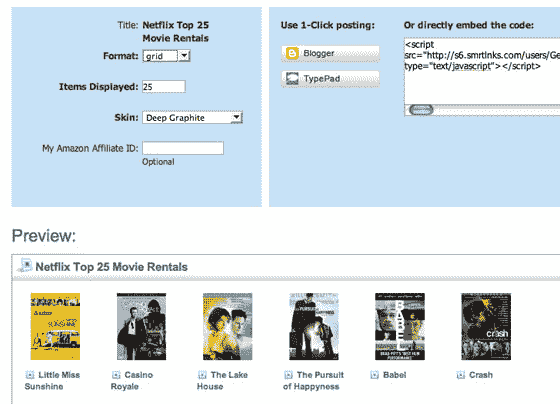 Title: Netflix Top 25
Movie Rentals
Format: grid
Items Displayed: 25
Skin: Deep Graphite
My Amazon Affiliate ID:
Optional
Use 1-Click posting:
Blogger
TypePad
Or directly embed the code:
<script
src="http://s6.smrtlnks.com/users/Ge
type="text/javascript"></script>
Preview:
Netflix Top 25 Movie Rentals
SUNSHINE
BABEL
crash
Little Miss
Sunshine
Casino
Royale
The Lake
House
The Pursuit
of Happyness
Babel
Crash